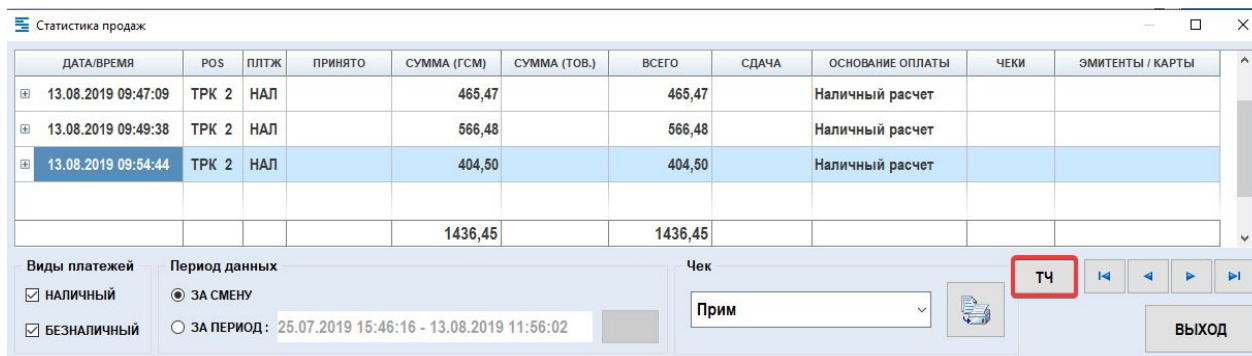 Статистика продаж
ДАТА/ВРЕМЯ POS ПЛТЖ ПРИНЯТО СУММА (ГСМ) СУММА (ТОВ.) ВСЕГО СДАЧА ОСНОВАНИЕ ОПЛАТЫ ЧЕКИ ЭМИТЕНТЫ / КАРТЫ
13.08.2019 09:47:09 ТРК 2 НАЛ 465,47 465,47 Наличный расчет
13.08.2019 09:49:38 ТРК 2 НАЛ 566,48 566,48 Наличный расчет
13.08.2019 09:54:44 ТРК 2 НАЛ 404,50 404,50 Наличный расчет
1436,45 1436,45
Виды платежей Период данных Чек
ТЧ
НАЛИЧНЫЙ ЗА СМЕНУ
Прим
БЕЗНАЛИЧНЫЙ ЗА ПЕРИОД : 25.07.2019 15:46:16 - 13.08.2019 11:56:02
ВЫХОД